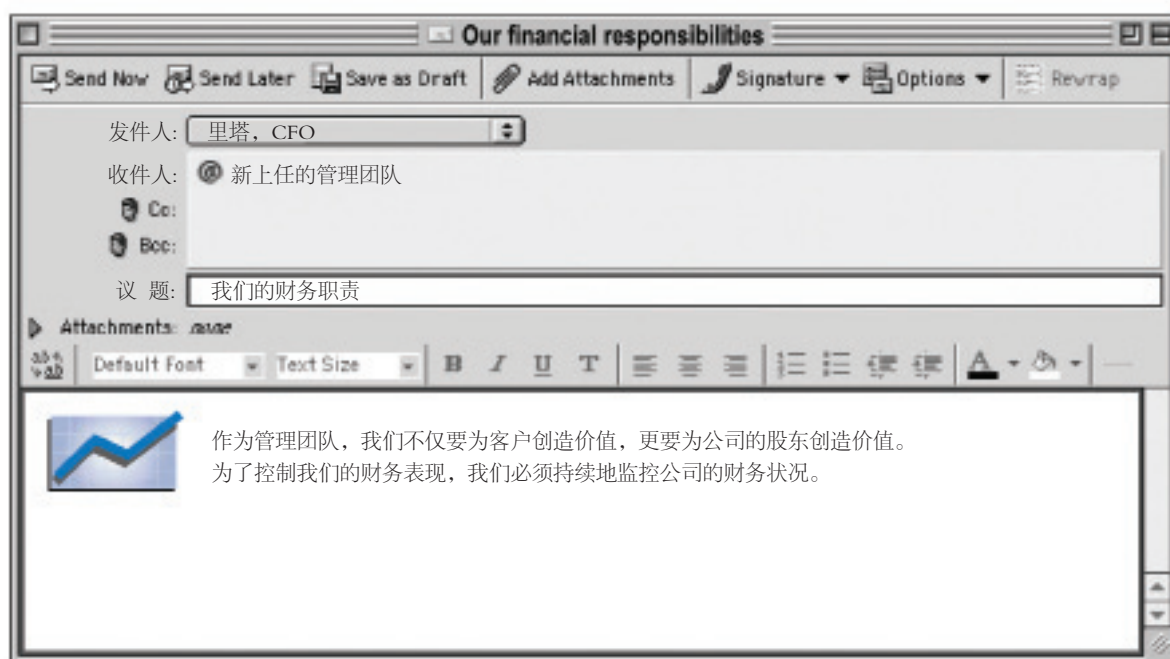 Our financial responsibilities
Send Now Send Later Save as Draft Add Attachments Signature Options Rewrap
发件人: 里塔，CFO
收件人: @ 新上任的管理团队
Cc:
Bcc:
议 题: 我们的财务职责
Attachments: none
Default Font Text Size B I U T A
作为管理团队，我们不仅要为客户创造价值，更要为公司的股东创造价值。
为了控制我们的财务表现，我们必须持续地监控公司的财务状况。